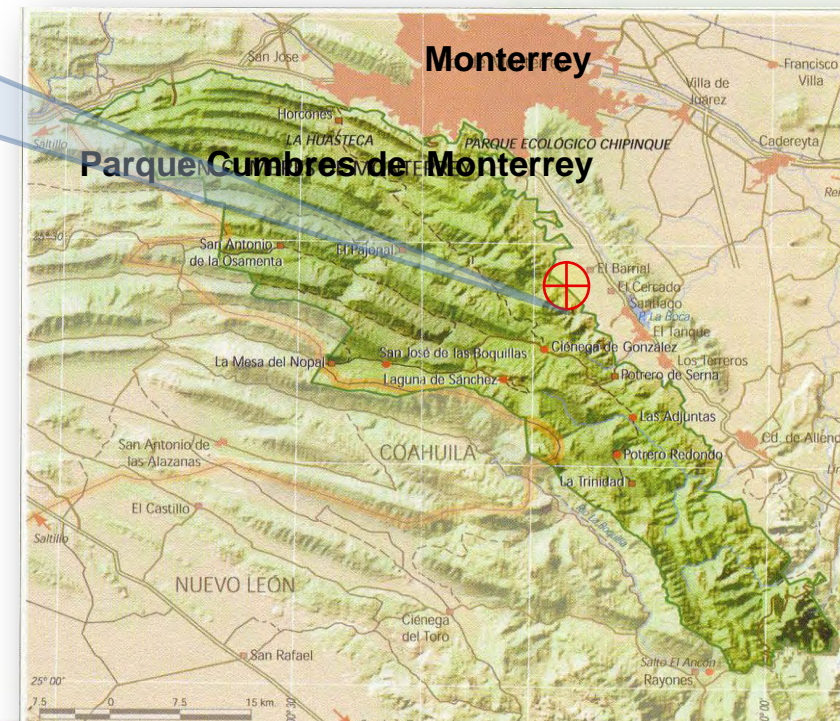 Monterrey
San Jose
Francisco
Villa
Villa de
Juárez
Horcones
LA HUASTECA
PARQUE ECOLÓGICO CHIPINQUE
Cadereyta
Saltillo
Parque Cumbres de Monterrey
San Antonio
de la Osamenta
El Pajonal
El Barrial
El Cercado
Santiago
P. La Boca
El Tanque
Ciénega de González
Los Terreros
San José de las Boquillas
La Mesa del Nopal
Laguna de Sánchez
Potrero de Serna
Las Adjuntas
San Antonio de
las Alazanas
COAHUILA
Potrero Redondo
Cd. de Allende
La Trinidad
El Castillo
Saltillo
NUEVO LEÓN
Ciénega
del Toro
San Rafael
Salto El Ancón
Rayones
25° 00'
7.5 0 7.5 15 km.